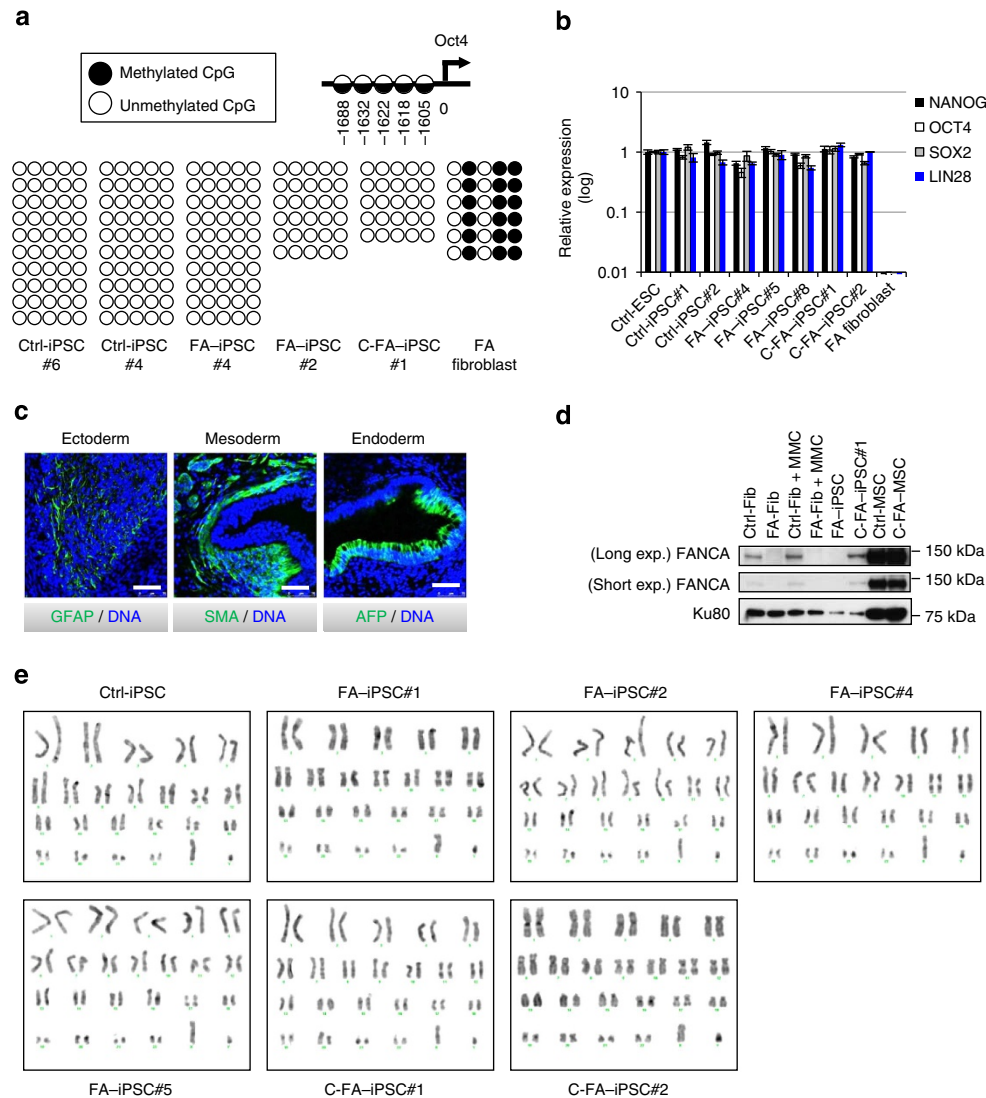 a
Oct4
Methylated CpG
Unmethylated CpG
–1688
–1632
–1622
–1618
–1605
0
Ctrl-iPSC
#6
Ctrl-iPSC
#4
FA–iPSC
#4
FA–iPSC
#2
C-FA–iPSC
#1
FA
fibroblast
b
Relative expression
(log)
10
1
0.1
0.01
NANOG
OCT4
SOX2
LIN28
Ctrl-ESC
Ctrl-iPSC#1
Ctrl-iPSC#2
FA–iPSC#4
FA–iPSC#5
FA–iPSC#8
C-FA–iPSC#1
C-FA–iPSC#2
FA fibroblast
c
Ectoderm
Mesoderm
Endoderm
GFAP / DNA
SMA / DNA
AFP / DNA
d
Ctrl-Fib
FA-Fib
Ctrl-Fib + MMC
FA-Fib + MMC
FA–iPSC
C-FA–iPSC#1
Ctrl-MSC
C-FA–MSC
(Long exp.) FANCA
150 kDa
(Short exp.) FANCA
150 kDa
Ku80
75 kDa
e
Ctrl-iPSC
FA–iPSC#1
FA–iPSC#2
FA–iPSC#4
FA–iPSC#5
C-FA–iPSC#1
C-FA–iPSC#2